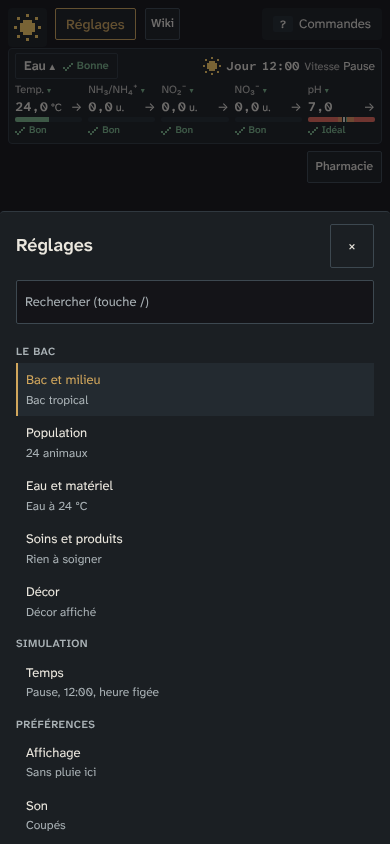 Réglages
Wiki
? Commandes
Eau ▴ Bonne
Jour 12:00 Vitesse Pause
Temp. ▾ NH₃/NH₄⁺ ▾ NO₂⁻ ▾ NO₃⁻ ▾ pH ▾
24,0 °C → 0,0 u. → 0,0 u. → 0,0 u. → 7,0 →
Bon Bon Bon Bon Idéal
Pharmacie
Réglages
×
Rechercher (touche /)
LE BAC
Bac et milieu
Bac tropical
Population
24 animaux
Eau et matériel
Eau à 24 °C
Soins et produits
Rien à soigner
Décor
Décor affiché
SIMULATION
Temps
Pause, 12:00, heure figée
PRÉFÉRENCES
Affichage
Sans pluie ici
Son
Coupés